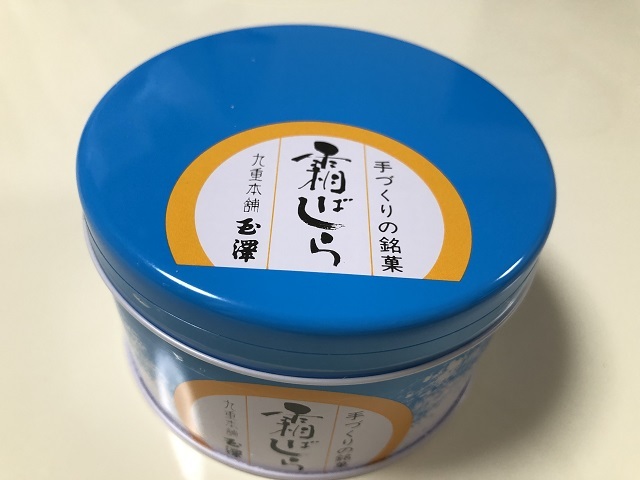 手づくりの銘菓
霜ばしら
九重本舗 玉澤
手づくりの銘菓
霜ばしら
九重本舗 玉澤